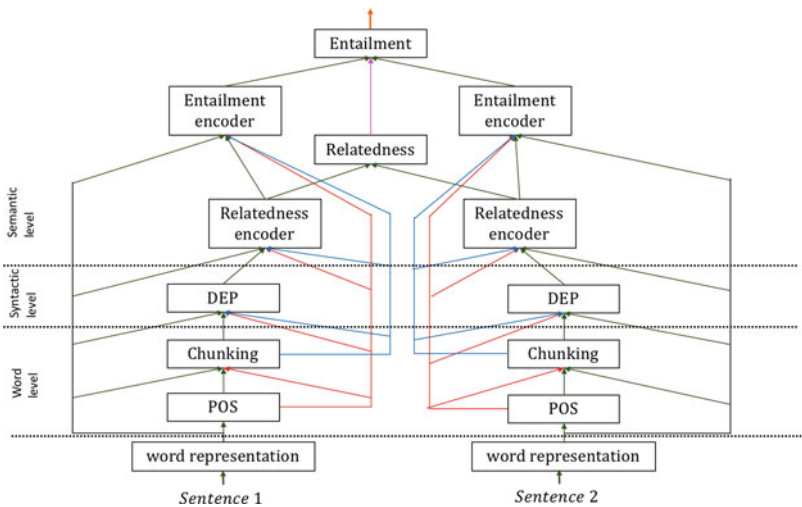 Entailment
Entailment
encoder
Entailment
encoder
Relatedness
Semantic
level
Relatedness
encoder
Relatedness
encoder
Syntactic
level
DEP
DEP
Word
level
Chunking
Chunking
POS
POS
word representation
word representation
Sentence 1
Sentence 2